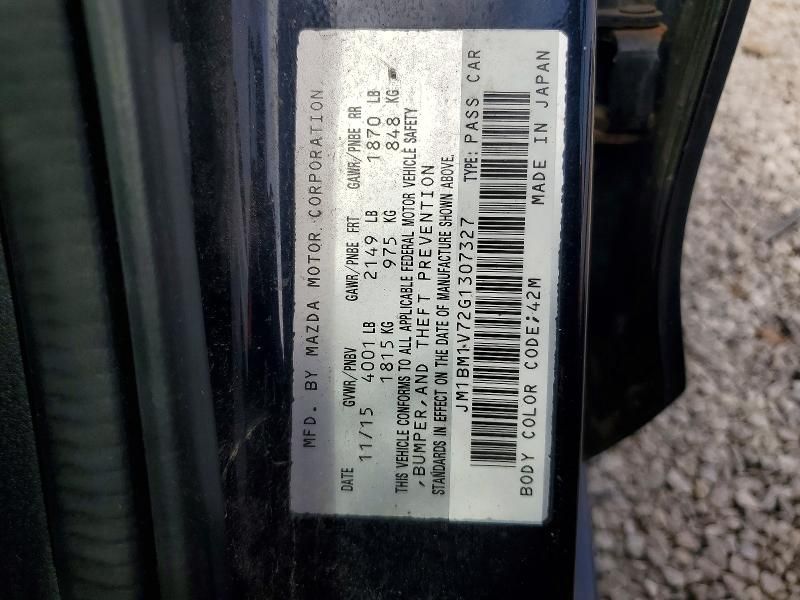 MFD. BY MAZDA MOTOR CORPORATION
DATE GVWR/PNBV GAWR/PNBE FRT GAWR/PNBE RR
11/15 4001 LB 2149 LB 1870 LB
1815 KG 975 KG 848 KG
THIS VEHICLE CONFORMS TO ALL APPLICABLE FEDERAL MOTOR VEHICLE SAFETY
,BUMPER,AND THEFT PREVENTION
STANDARDS IN EFFECT ON THE DATE OF MANUFACTURE SHOWN ABOVE.
JM1BM1V72G1307327 TYPE: PASS CAR
BODY COLOR CODE;42M MADE IN JAPAN